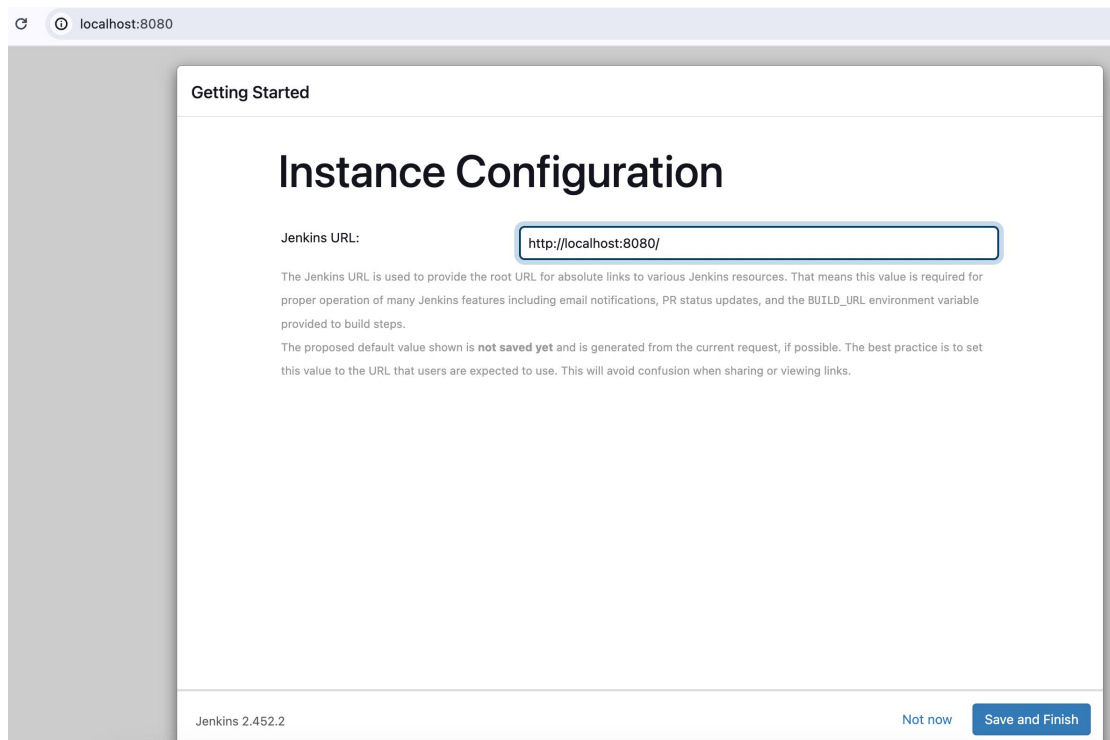 localhost:8080
Getting Started
Instance Configuration
Jenkins URL:
http://localhost:8080/
The Jenkins URL is used to provide the root URL for absolute links to various Jenkins resources. That means this value is required for
proper operation of many Jenkins features including email notifications, PR status updates, and the BUILD_URL environment variable
provided to build steps.
The proposed default value shown is not saved yet and is generated from the current request, if possible. The best practice is to set
this value to the URL that users are expected to use. This will avoid confusion when sharing or viewing links.
Jenkins 2.452.2
Not now
Save and Finish